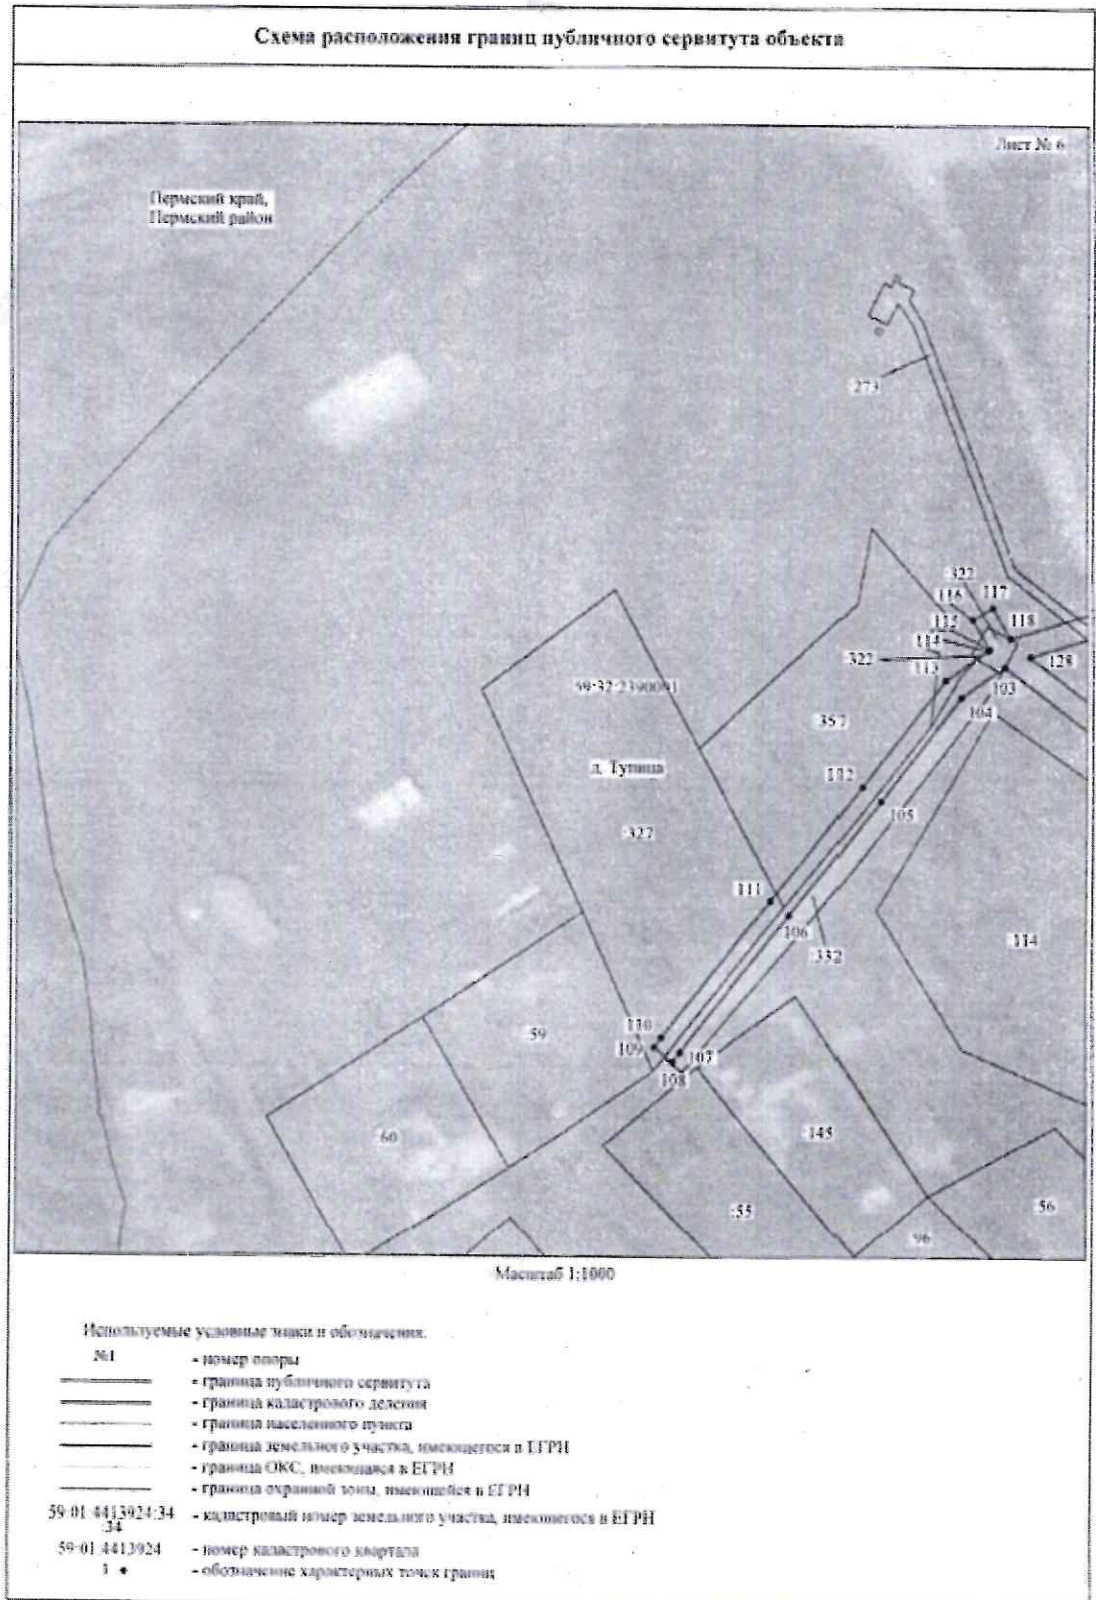 Схема расположения границ публичного сервитута объекта
Лист № 6
Пермский край,
Пермский район
:273
:322
117
116
118
115
114
:322
128
113
103
59:32:2390091
104
:357
д. Тупица
112
105
:327
111
106
:114
:332
110
:59
109
107
108
:60
:145
:55
:56
:96
Масштаб 1:1000
Используемые условные знаки и обозначения:
№1 - номер опоры
- граница публичного сервитута
- граница кадастрового деления
- граница населенного пункта
- граница земельного участка, имеющегося в ЕГРН
- граница ОКС, имеющаяся в ЕГРН
- граница охранной зоны, имеющейся в ЕГРН
59:01:4413924:34 - кадастровый номер земельного участка, имеющегося в ЕГРН
:34
59:01:4413924 - номер кадастрового квартала
1 • - обозначение характерных точек границ